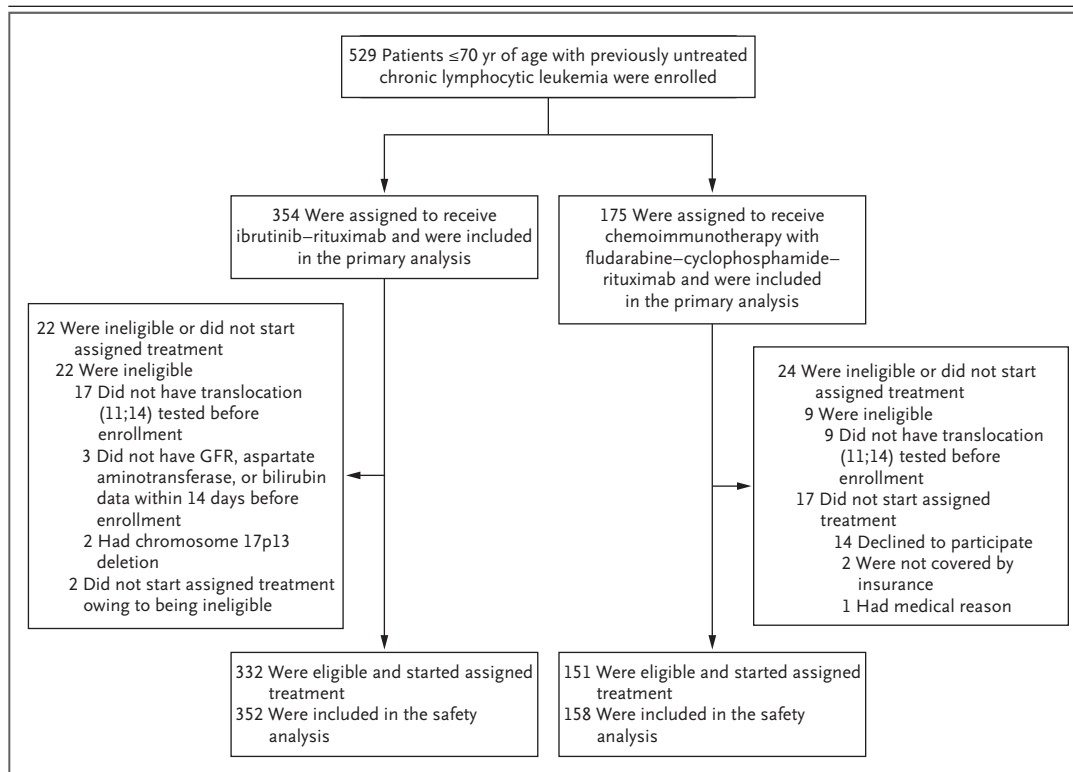 529 Patients ≤70 yr of age with previously untreated
chronic lymphocytic leukemia were enrolled
354 Were assigned to receive
ibrutinib–rituximab and were included
in the primary analysis
175 Were assigned to receive
chemoimmunotherapy with
fludarabine–cyclophosphamide–
rituximab and were included
in the primary analysis
22 Were ineligible or did not start
assigned treatment
22 Were ineligible
17 Did not have translocation
(11;14) tested before
enrollment
3 Did not have GFR, aspartate
aminotransferase, or bilirubin
data within 14 days before
enrollment
2 Had chromosome 17p13
deletion
2 Did not start assigned treatment
owing to being ineligible
24 Were ineligible or did not start
assigned treatment
9 Were ineligible
9 Did not have translocation
(11;14) tested before
enrollment
17 Did not start assigned
treatment
14 Declined to participate
2 Were not covered by
insurance
1 Had medical reason
332 Were eligible and started assigned
treatment
352 Were included in the safety
analysis
151 Were eligible and started assigned
treatment
158 Were included in the safety
analysis